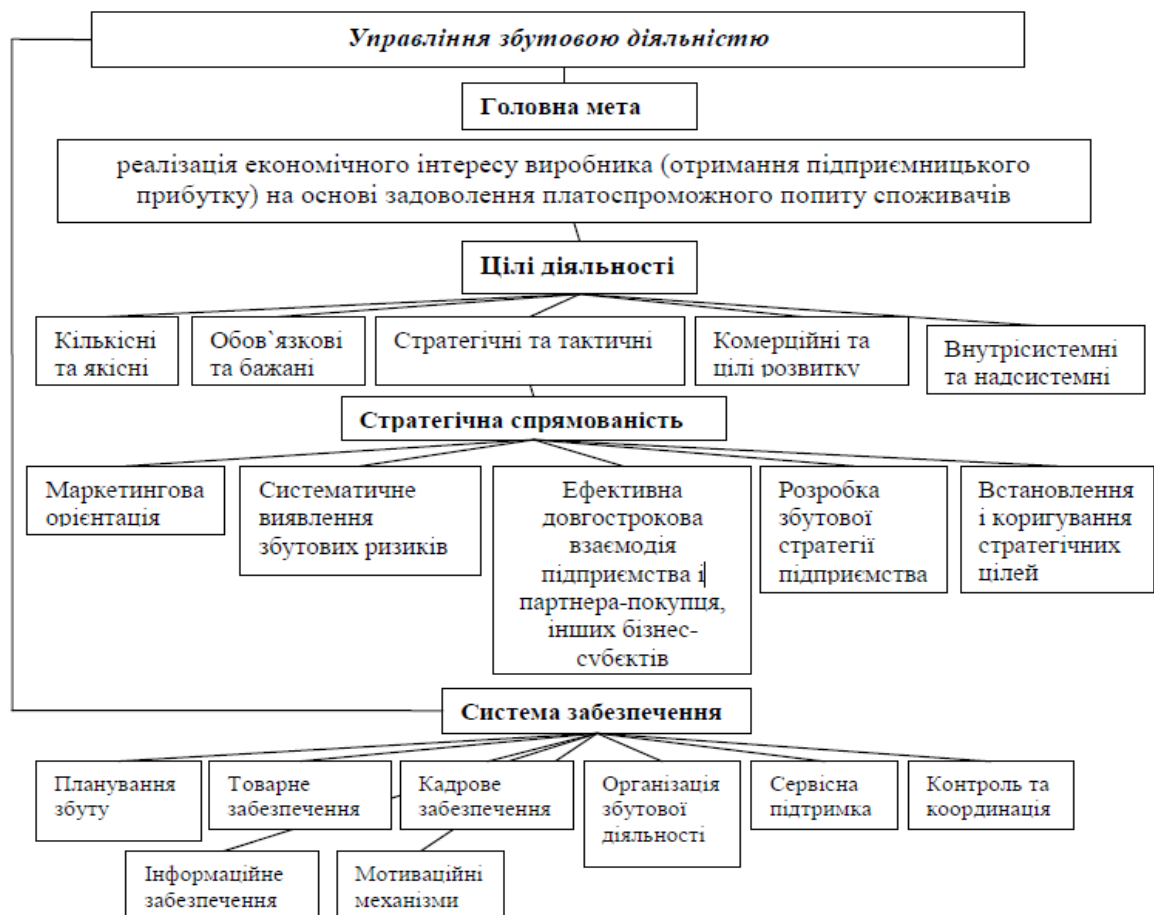 Управління збутовою діяльністю
Головна мета
реалізація економічного інтересу виробника (отримання підприємницького
прибутку) на основі задоволення платоспроможного попиту споживачів
Цілі діяльності
Кількісні
та якісні
Обов`язкові
та бажані
Стратегічні та тактичні
Комерційні та
цілі розвитку
Внутрісистемні
та надсистемні
Стратегічна спрямованість
Маркетингова
орієнтація
Систематичне
виявлення
збутових ризиків
Ефективна
довгострокова
взаємодія
підприємства і
партнера-покупця,
інших бізнес-
субєктів
Розробка
збутової
стратегії
підприємства
Встановлення
і коригування
стратегічних
цілей
Система забезпечення
Планування
збуту
Товарне
забезпечення
Кадрове
забезпечення
Організація
збутової
діяльності
Сервісна
підтримка
Контроль та
координація
Інформаційне
забезпечення
Мотиваційні
механізми